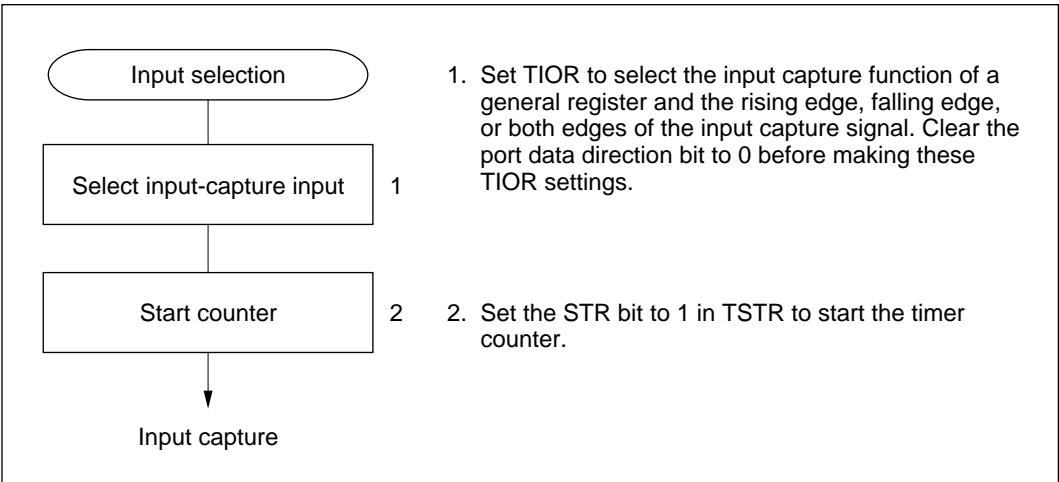 Input selection
1. Set TIOR to select the input capture function of a
general register and the rising edge, falling edge,
or both edges of the input capture signal. Clear the
port data direction bit to 0 before making these
TIOR settings.
Select input-capture input
1
Start counter
2
2. Set the STR bit to 1 in TSTR to start the timer
counter.
Input capture